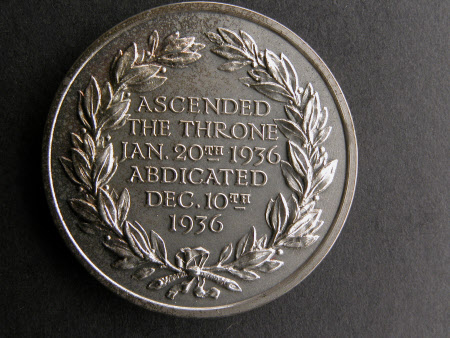 ASCENDED
THE THRONE
JAN. 20TH 1936
ABDICATED
DEC. 10TH
1936